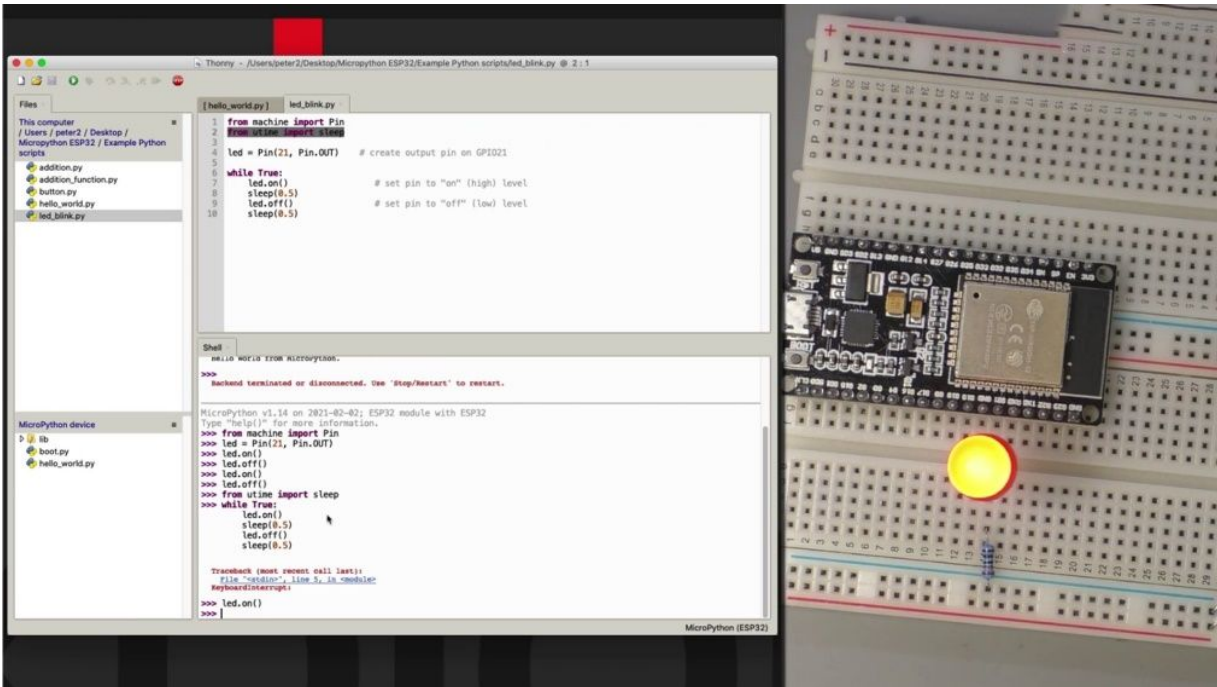 Thonny - /Users/peter2/Desktop/Micropython ESP32/Example Python scripts/led_blink.py @ 2 : 1
Files
This computer
/ Users / peter2 / Desktop /
Micropython ESP32 / Example Python
scripts
addition.py
addition_function.py
button.py
hello_world.py
led_blink.py
MicroPython device
lib
boot.py
hello_world.py
[ hello_world.py ] led_blink.py
1 from machine import Pin
2 from utime import sleep
3
4 led = Pin(21, Pin.OUT) # create output pin on GPIO21
5
6 while True:
7 led.on() # set pin to "on" (high) level
8 sleep(0.5)
9 led.off() # set pin to "off" (low) level
10 sleep(0.5)
Shell
Hello world from MicroPython.
>>>
Backend terminated or disconnected. Use 'Stop/Restart' to restart.
MicroPython v1.14 on 2021-02-02; ESP32 module with ESP32
Type "help()" for more information.
>>> from machine import Pin
>>> led = Pin(21, Pin.OUT)
>>> led.on()
>>> led.off()
>>> led.on()
>>> led.off()
>>> from utime import sleep
>>> while True:
led.on()
sleep(0.5)
led.off()
sleep(0.5)
Traceback (most recent call last):
File "<stdin>", line 5, in <module>
KeyboardInterrupt:
>>> led.on()
>>>
MicroPython (ESP32)
BOOT